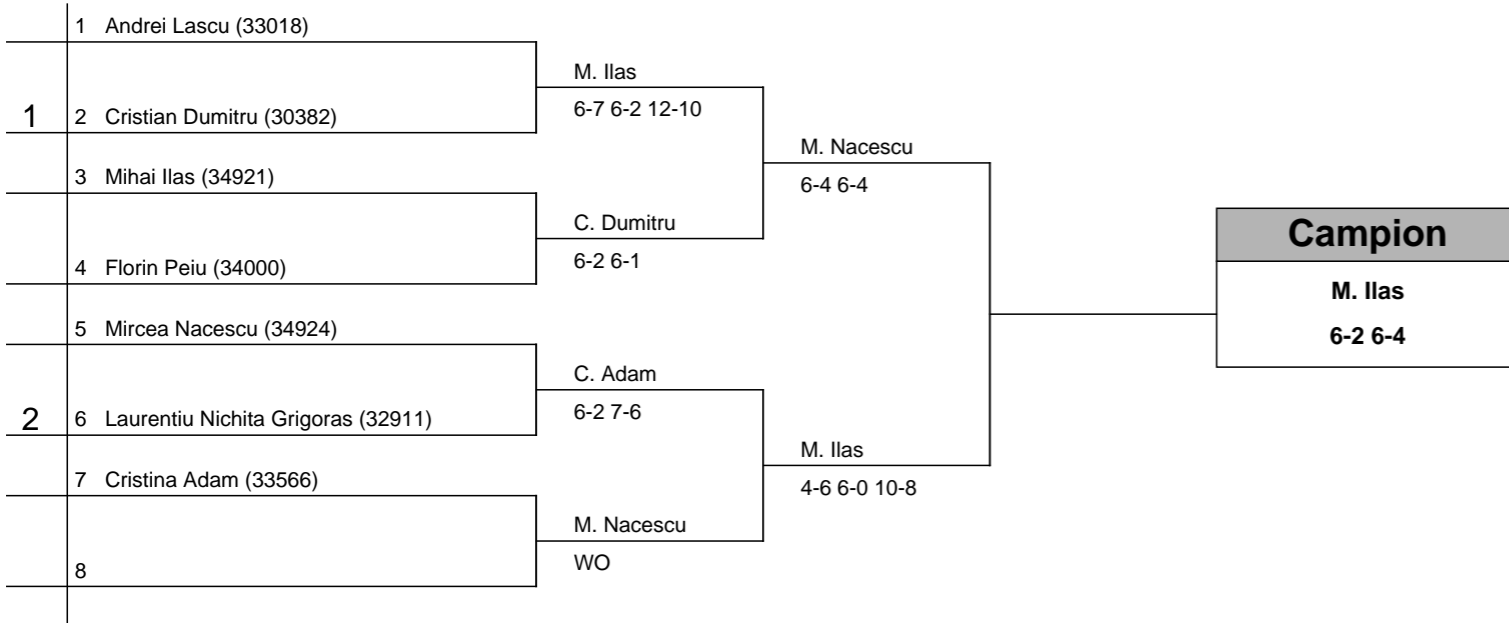 1 Andrei Lascu (33018)
M. Ilas
1 2 Cristian Dumitru (30382)
6-7 6-2 12-10
M. Nacescu
3 Mihai Ilas (34921)
6-4 6-4
C. Dumitru
4 Florin Peiu (34000)
6-2 6-1
Campion
M. Ilas
6-2 6-4
5 Mircea Nacescu (34924)
C. Adam
2 6 Laurentiu Nichita Grigoras (32911)
6-2 7-6
M. Ilas
7 Cristina Adam (33566)
4-6 6-0 10-8
M. Nacescu
8
WO